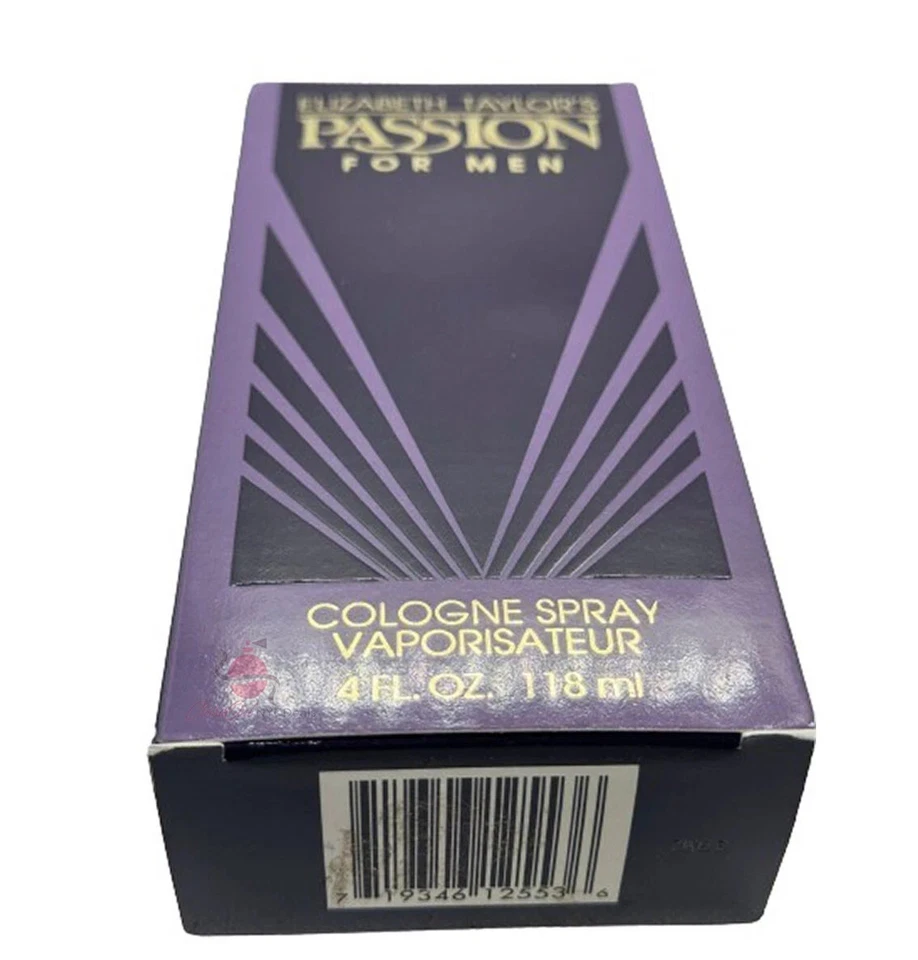 ELIZABETH TAYLOR'S
PASSION
FOR MEN
COLOGNE SPRAY
VAPORISATEUR
4 FL. OZ. 118 ml
7 19346 12553 6